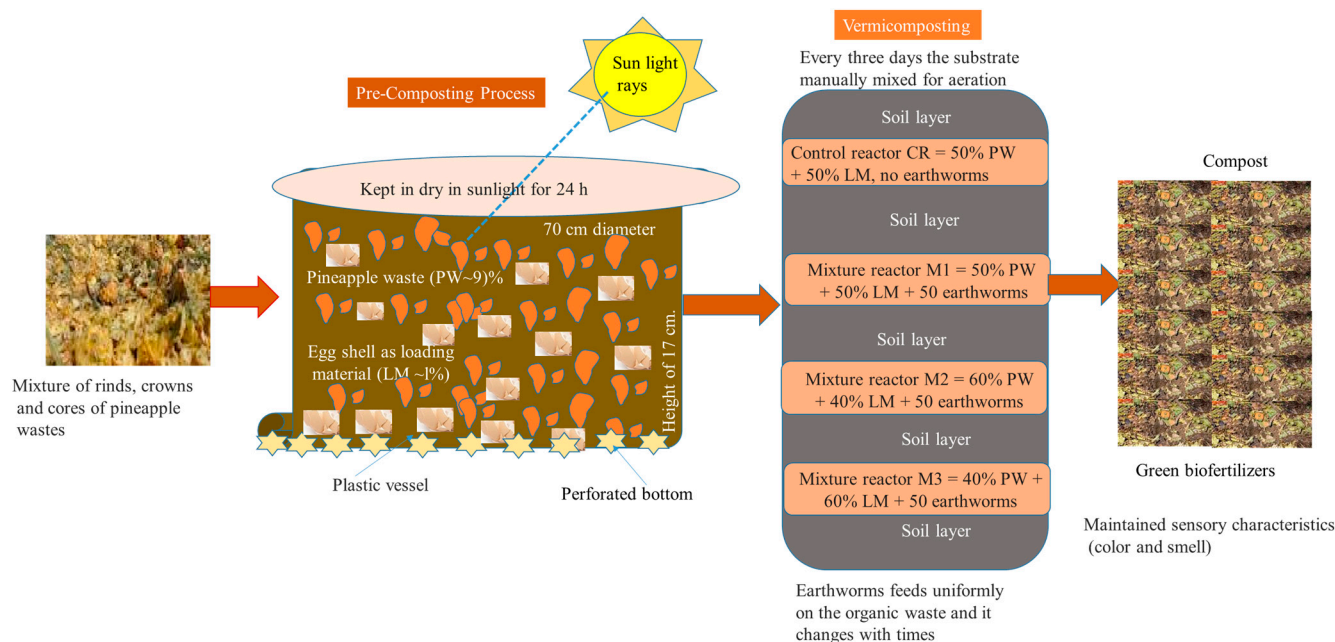 Vermicomposting
Every three days the substrate
manually mixed for aeration
Sun light
rays
Pre-Composting Process
Kept in dry in sunlight for 24 h
70 cm diameter
Pineapple waste (PW~9)%
Egg shell as loading
material (LM ~l%)
Height of 17 cm.
Mixture of rinds, crowns
and cores of pineapple
wastes
Plastic vessel
Perforated bottom
Soil layer
Control reactor CR = 50% PW
+ 50% LM, no earthworms
Soil layer
Mixture reactor M1 = 50% PW
+ 50% LM + 50 earthworms
Soil layer
Mixture reactor M2 = 60% PW
+ 40% LM + 50 earthworms
Soil layer
Mixture reactor M3 = 40% PW +
60% LM + 50 earthworms
Soil layer
Earthworms feeds uniformly
on the organic waste and it
changes with times
Compost
Green biofertilizers
Maintained sensory characteristics
(color and smell)